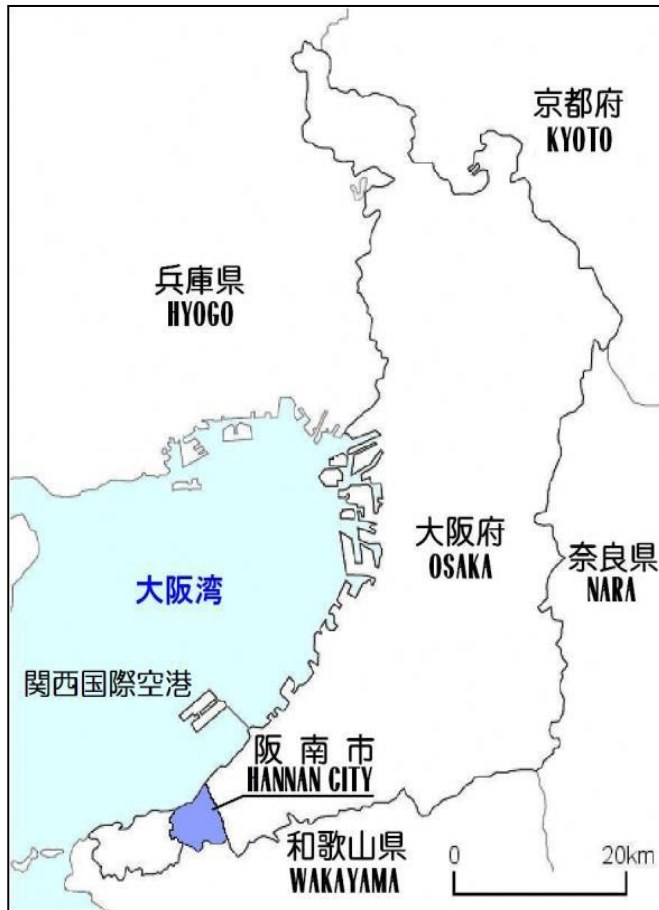 京都府
KYOTO
兵庫県
HYOGO
大阪府
OSAKA
奈良県
NARA
大阪湾
関西国際空港
阪南市
HANNAN CITY
和歌山県
WAKAYAMA
0 20km